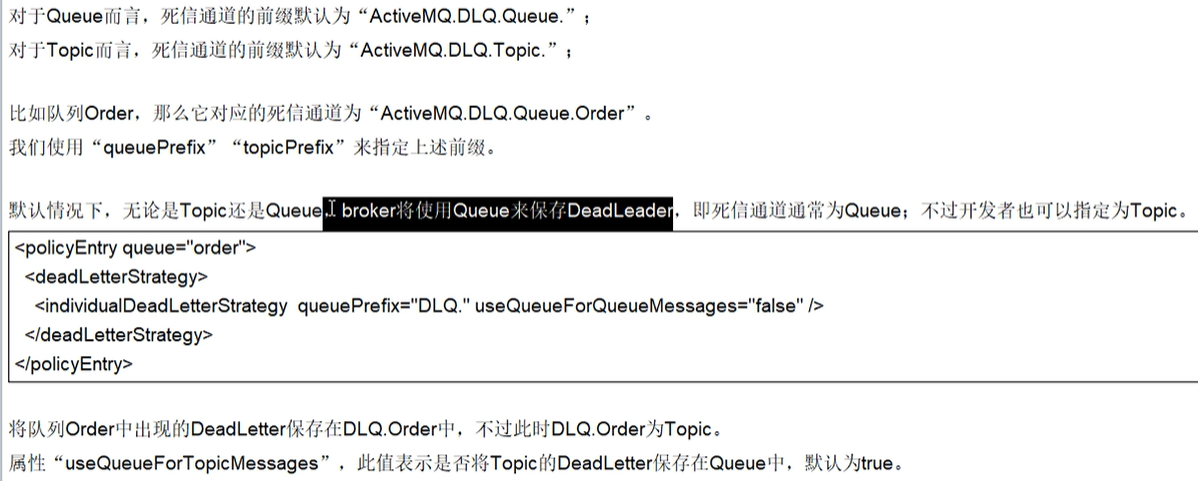 对于Queue而言，死信通道的前缀默认为“ActiveMQ.DLQ.Queue.”；
对于Topic而言，死信通道的前缀默认为“ActiveMQ.DLQ.Topic.”；
比如队列Order，那么它对应的死信通道为“ActiveMQ.DLQ.Queue.Order”。
我们使用“queuePrefix”“topicPrefix”来指定上述前缀。
默认情况下，无论是Topic还是Queue，broker将使用Queue来保存DeadLeader，即死信通道通常为Queue；不过开发者也可以指定为Topic。
<policyEntry queue="order">
<deadLetterStrategy>
<individualDeadLetterStrategy queuePrefix="DLQ." useQueueForQueueMessages="false" />
</deadLetterStrategy>
</policyEntry>
将队列Order中出现的DeadLetter保存在DLQ.Order中，不过此时DLQ.Order为Topic。
属性“useQueueForTopicMessages”，此值表示是否将Topic的DeadLetter保存在Queue中，默认为true。